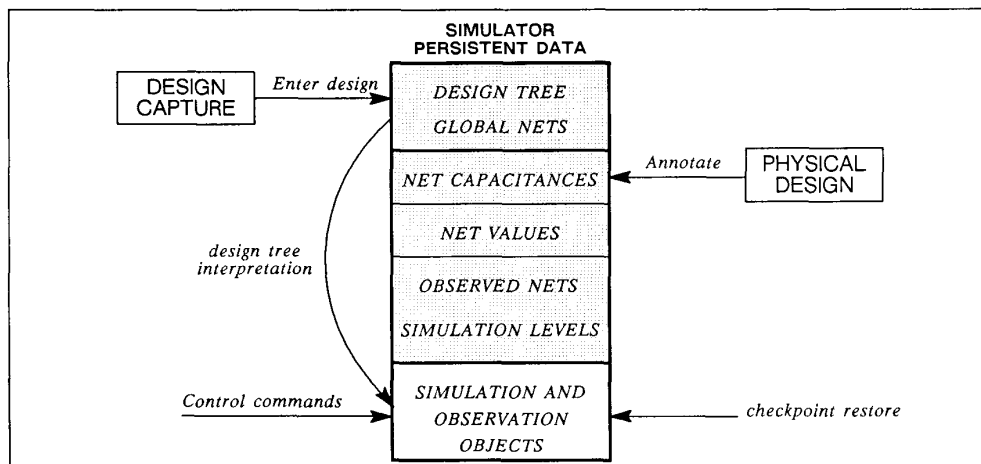 SIMULATOR
PERSISTENT DATA
DESIGN
CAPTURE
Enter design
DESIGN TREE
GLOBAL NETS
NET CAPACITANCES
Annotate
PHYSICAL
DESIGN
NET VALUES
design tree
interpretation
OBSERVED NETS
SIMULATION LEVELS
Control commands
SIMULATION AND
OBSERVATION
OBJECTS
checkpoint restore